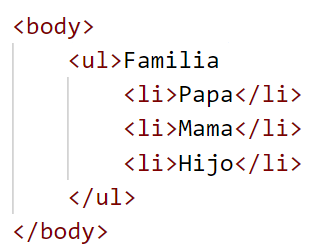 <body>
<ul>Familia
<li>Papa</li>
<li>Mama</li>
<li>Hijo</li>
</ul>
</body>